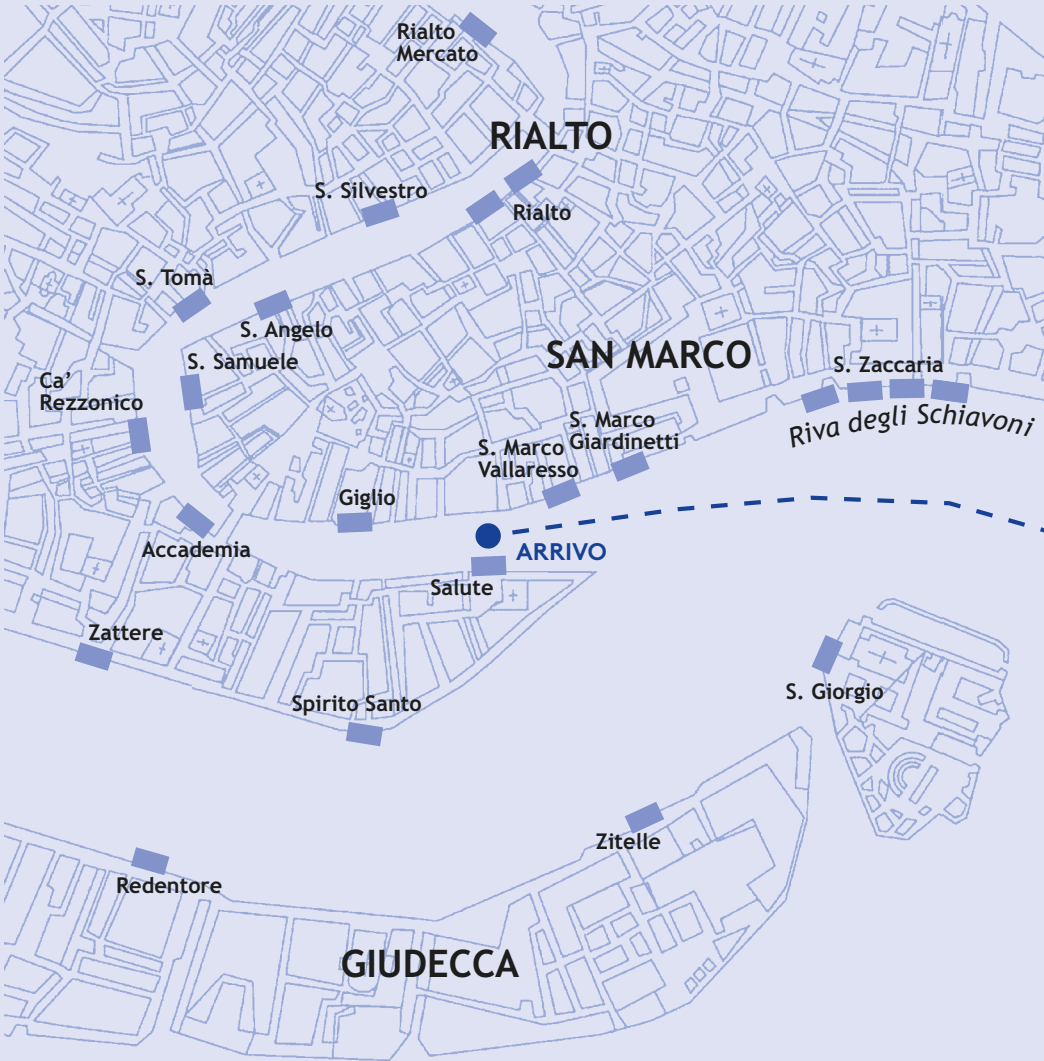 Rialto
Mercato
RIALTO
S. Silvestro
Rialto
S. Tomà
S. Angelo
SAN MARCO
S. Samuele
S. Zaccaria
Ca’
Rezzonico
Riva degli Schiavoni
S. Marco
Giardinetti
S. Marco
Vallaresso
Giglio
Accademia
ARRIVO
Salute
Zattere
S. Giorgio
Spirito Santo
Zitelle
Redentore
GIUDECCA